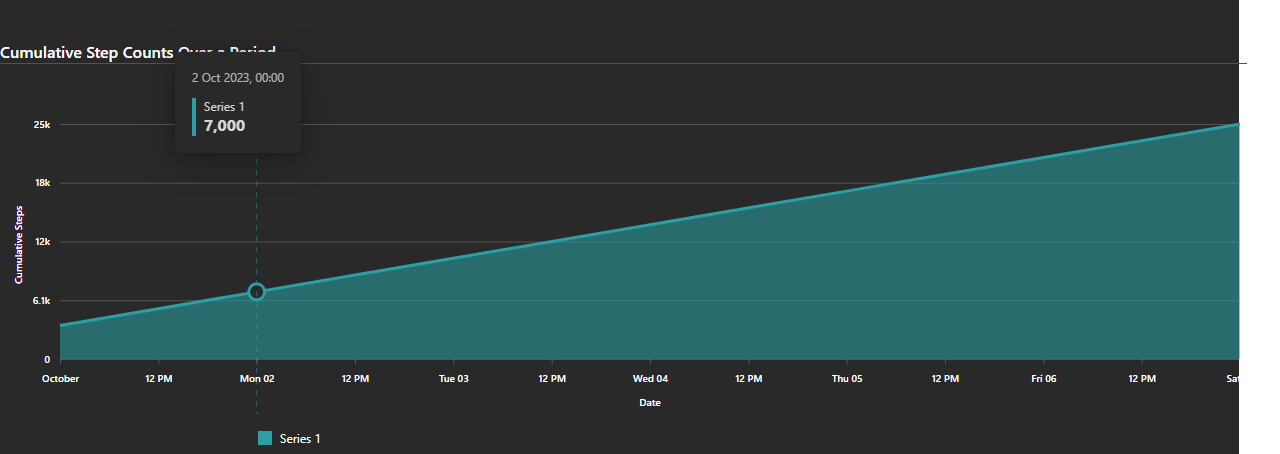 Cumulative Step Counts Over a Period
2 Oct 2023, 00:00
Series 1
7,000
25k
18k
12k
6.1k
0
Cumulative Steps
October 12 PM Mon 02 12 PM Tue 03 12 PM Wed 04 12 PM Thu 05 12 PM Fri 06 12 PM Sat
Date
Series 1